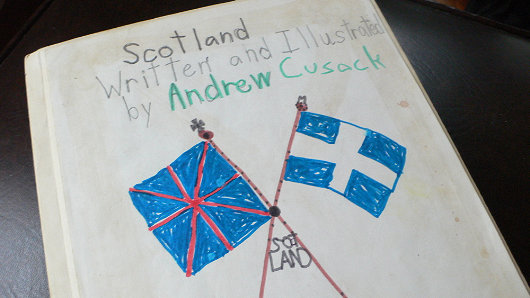 Scotland
Written and Illustrated
by Andrew Cusack
SCOT
LAND